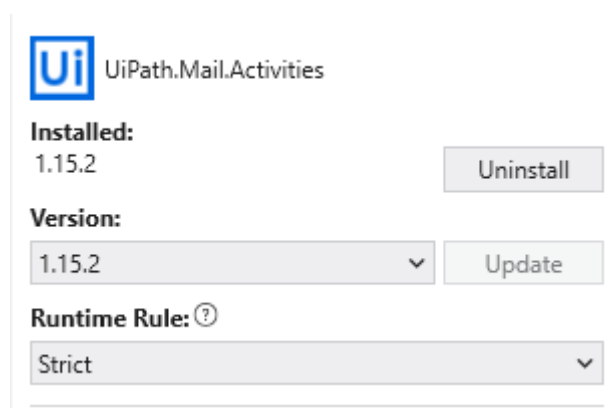 Ui UiPath.Mail.Activities
Installed:
1.15.2 Uninstall
Version:
1.15.2 Update
Runtime Rule: ?
Strict